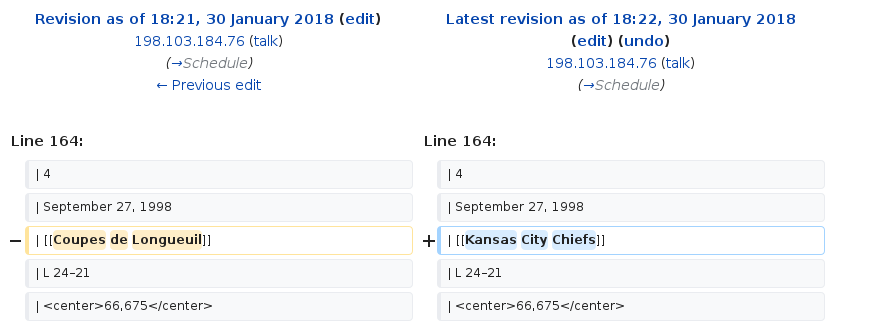 Revision as of 18:21, 30 January 2018 (edit)
198.103.184.76 (talk)
(→Schedule)
← Previous edit
Latest revision as of 18:22, 30 January 2018
(edit) (undo)
198.103.184.76 (talk)
(→Schedule)
Line 164:
Line 164:
| 4
| 4
| September 27, 1998
| September 27, 1998
− | [[Coupes de Longueuil]]
+ | [[Kansas City Chiefs]]
| L 24–21
| L 24–21
| <center>66,675</center>
| <center>66,675</center>